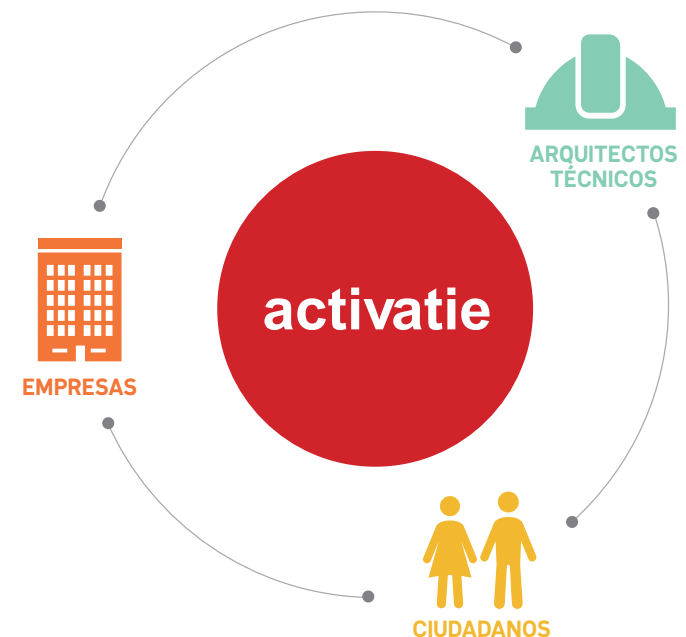 ARQUITECTOS
TÉCNICOS
activatie
EMPRESAS
CIUDADANOS